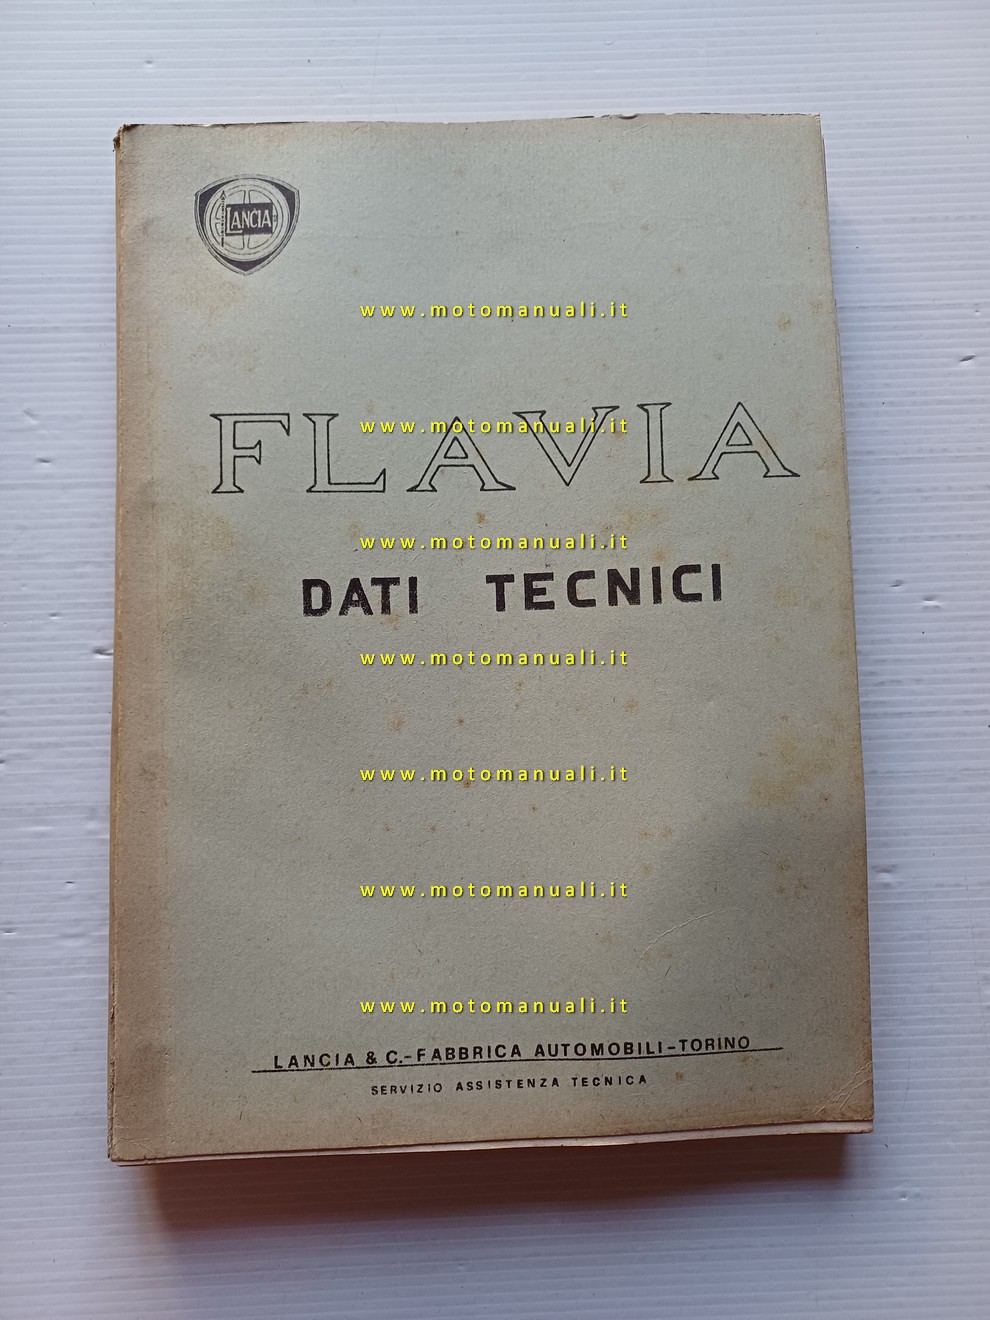 LANCIA
www.motomanuali.it
FLAVIA
www.motomanuali.it
www.motomanuali.it
DATI TECNICI
www.motomanuali.it
www.motomanuali.it
www.motomanuali.it
www.motomanuali.it
LANCIA & C.-FABBRICA AUTOMOBILI-TORINO
SERVIZIO ASSISTENZA TECNICA